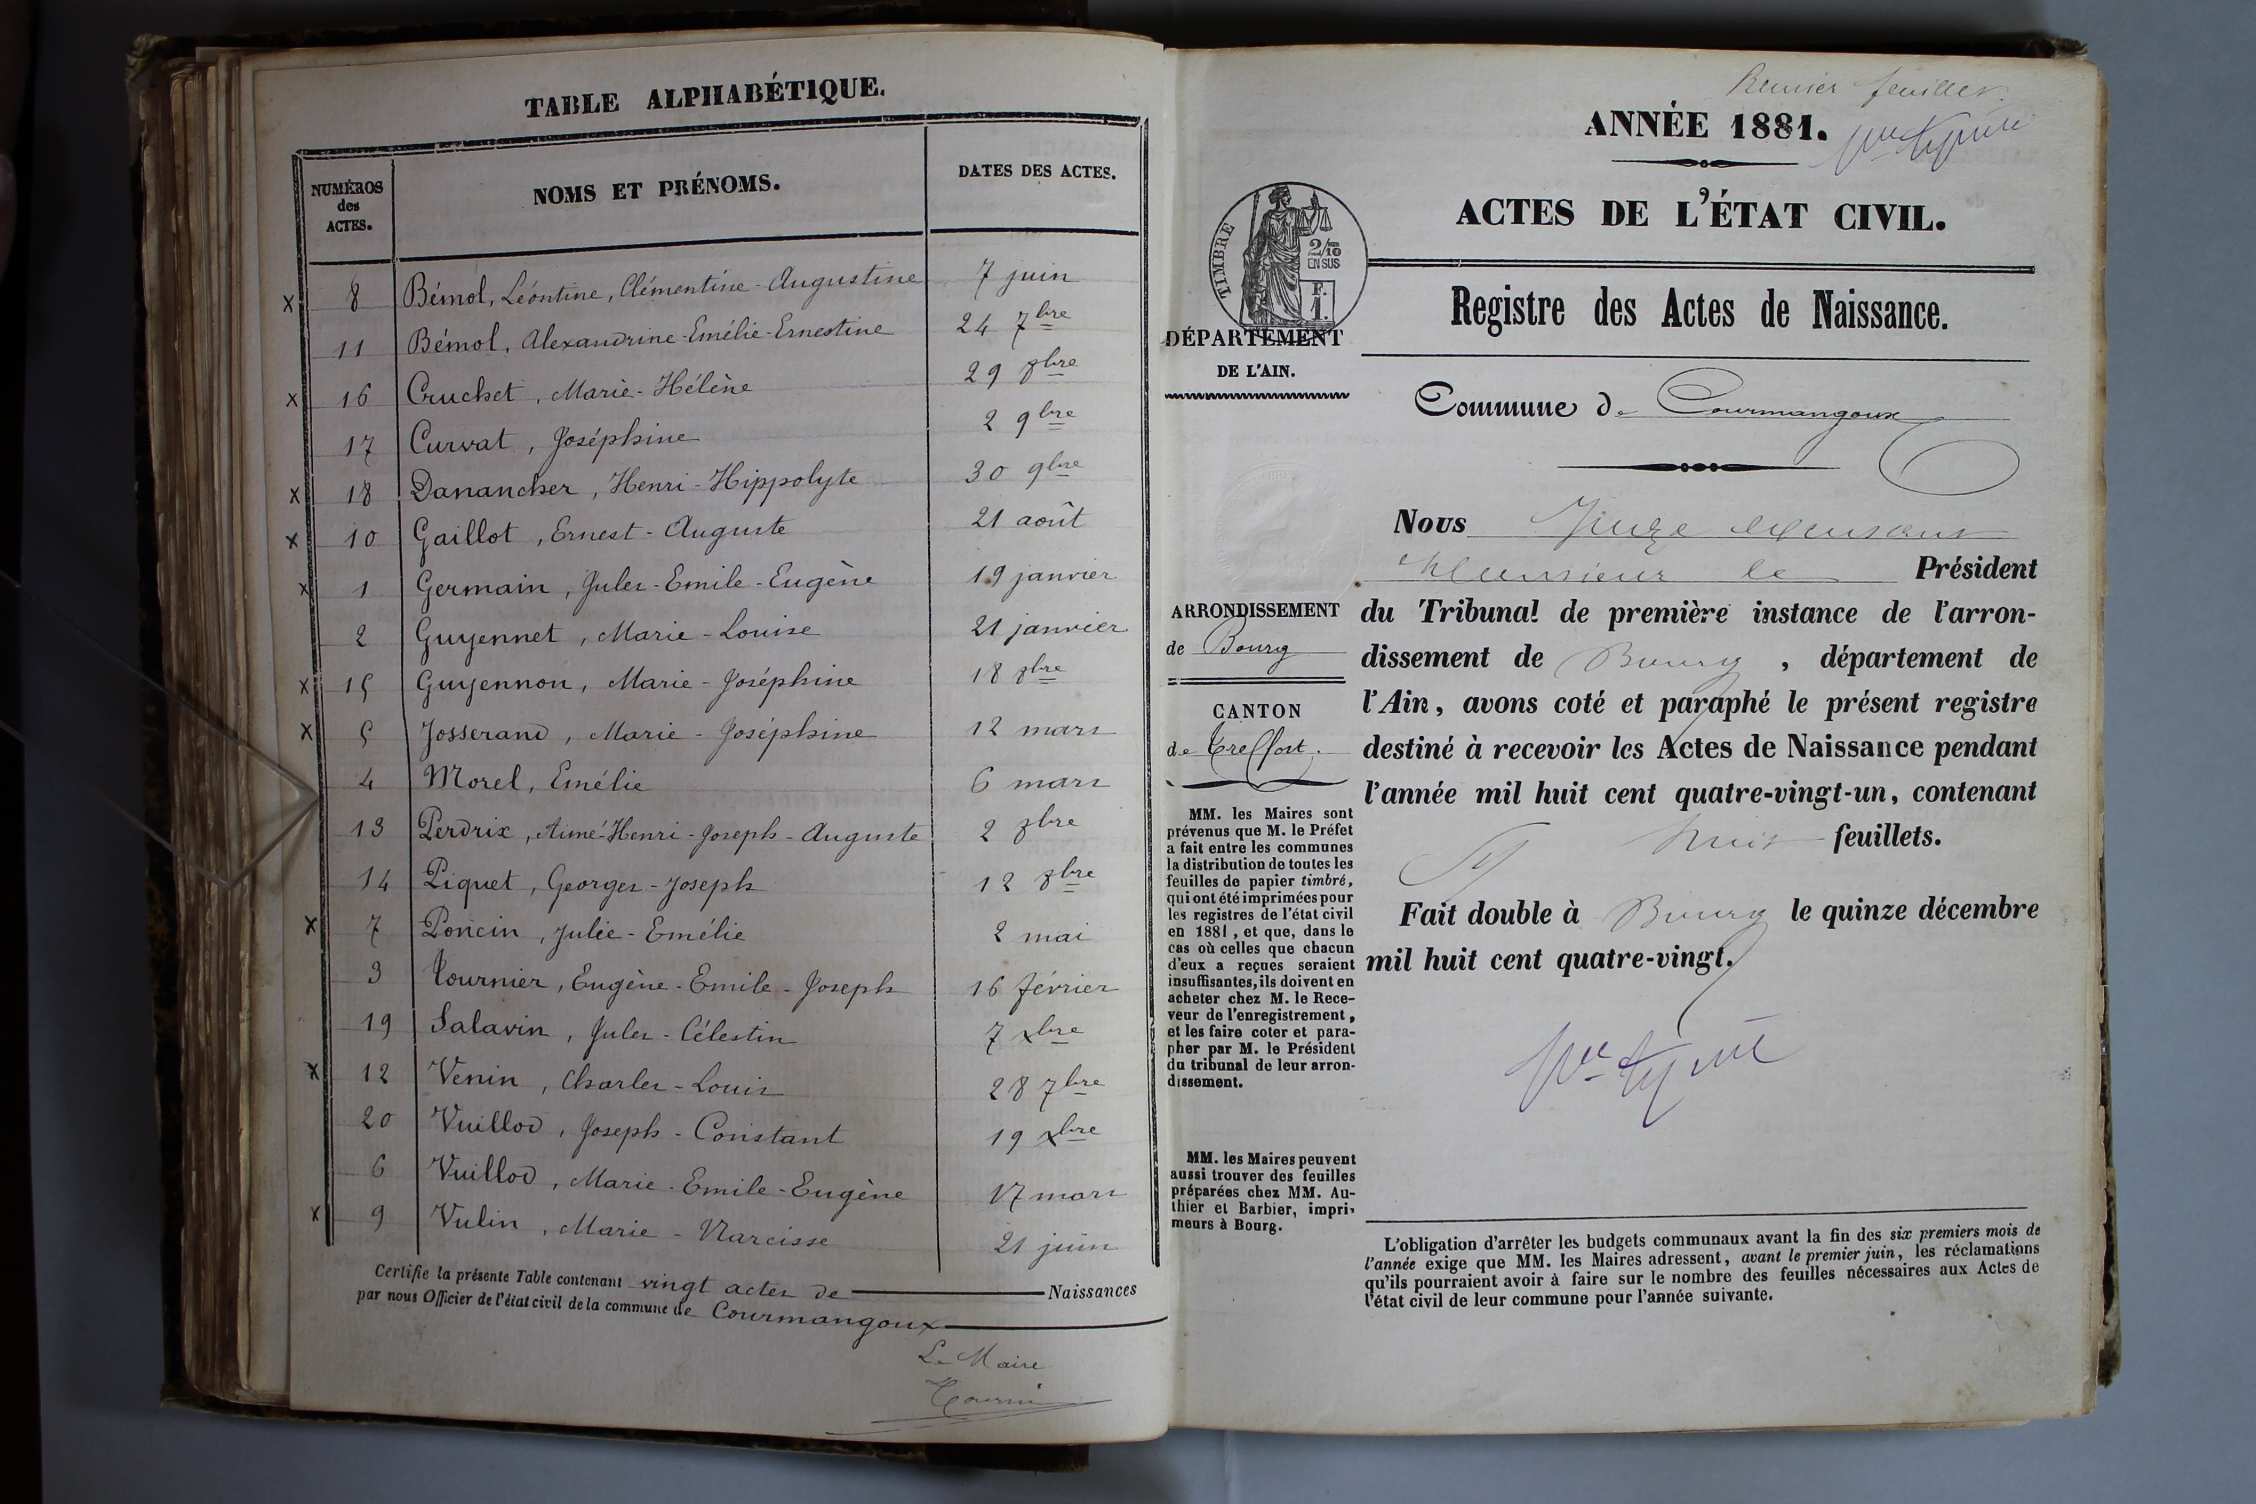 TABLE ALPHABÉTIQUE.
NUMÉROS des ACTES.
NOMS ET PRÉNOMS.
DATES DES ACTES.
x 8 Bémol, Léontine, Clémentine-Augustine 7 juin
11 Bémol, Alexandrine-Emélie-Ernestine 24 7bre
x 16 Cruchet, Marie-Hélène 29 8bre
17 Curvat, Joséphine 2 9bre
x 18 Danancher, Henri-Hippolyte 30 9bre
x 10 Gaillot, Ernest-Auguste 21 août
x 1 Germain, Jules-Emile-Eugène 19 janvier
2 Guyennet, Marie-Louise 21 janvier
x 15 Guyennon, Marie-Joséphine 18 8bre
x 5 Josserand, Marie-Joséphine 12 mars
4 Morel, Emélie 6 mars
13 Perdrix, Aimé-Henri-Joseph-Auguste 2 8bre
14 Piquet, Georges-Joseph 12 8bre
x 7 Poncin, Julie-Emélie 2 mai
3 Tournier, Eugène-Emile-Joseph 16 février
19 Salavin, Jules-Célestin 7 xbre
x 12 Venin, Charles-Louis 28 7bre
20 Vuillod, Joseph-Constant 19 xbre
6 Vuillod, Marie-Emile-Eugène 17 mars
x 9 Vulin, Marie-Narcisse 21 juin
Certifie la présente Table contenant vingt actes de Naissances
par nous Officier de l'état civil de la commune de Courmangoux
Le Maire
Premier feuillet.
ANNÉE 1881.
ACTES DE L'ÉTAT CIVIL.
TIMBRE
2/10 EN SUS
F. 1.
DÉPARTEMENT
DE L'AIN.
Registre des Actes de Naissance.
Commune de Courmangoux
Nous Juge
Monsieur le Président
ARRONDISSEMENT
de Bourg
CANTON
de Treffort.
du Tribunal de première instance de l'arron-
dissement de Bourg, département de
l'Ain, avons coté et paraphé le présent registre
destiné à recevoir les Actes de Naissance pendant
l'année mil huit cent quatre-vingt-un, contenant
huit feuillets.
Fait double à Bourg le quinze décembre
mil huit cent quatre-vingt.
MM. les Maires sont
prévenus que M. le Préfet
a fait entre les communes
la distribution de toutes les
feuilles de papier timbré,
qui ont été imprimées pour
les registres de l'état civil
en 1881, et que, dans le
cas où celles que chacun
d'eux a reçues seraient
insuffisantes, ils doivent en
acheter chez M. le Rece-
veur de l'enregistrement,
et les faire coter et para-
pher par M. le Président
du tribunal de leur arron-
dissement.
MM. les Maires peuvent
aussi trouver des feuilles
préparées chez MM. Au-
thier et Barbier, impri-
meurs à Bourg.
L'obligation d'arrêter les budgets communaux avant la fin des six premiers mois de
l'année exige que MM. les Maires adressent, avant le premier juin, les réclamations
qu'ils pourraient avoir à faire sur le nombre des feuilles nécessaires aux Actes de
l'état civil de leur commune pour l'année suivante.